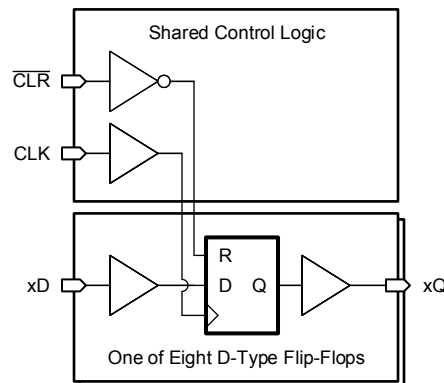 Shared Control Logic
CLR
CLK
R
xD
D Q
xQ
One of Eight D-Type Flip-Flops